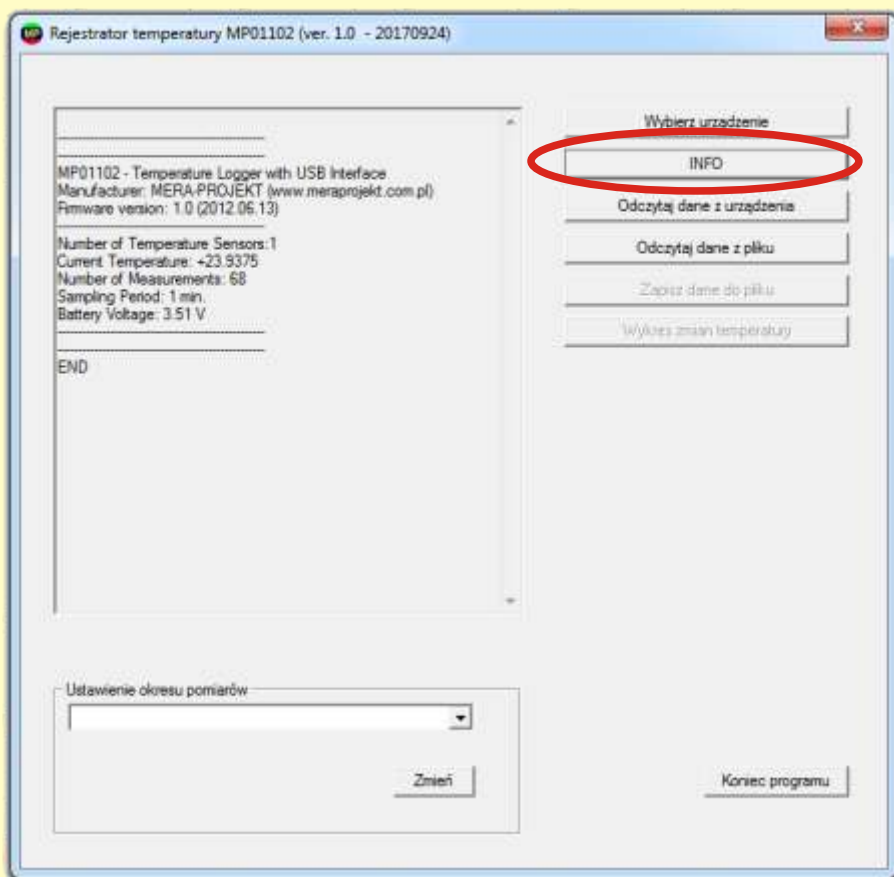 MP
Rejestrator temperatury MP01102 (ver. 1.0 - 20170924)
MP01102 - Temperature Logger with USB Interface
Manufacturer: MERA-PROJEKT (www.meraprojekt.com.pl)
Firmware version: 1.0 (2012.06.13)
Number of Temperature Sensors:1
Current Temperature: +23.9375
Number of Measurements: 68
Sampling Period: 1 min.
Battery Voltage: 3.51 V
END
Wybierz urządzenie
INFO
Odczytaj dane z urządzenia
Odczytaj dane z pliku
Zapisz dane do pliku
Wykres zmian temperatury
Ustawienie okresu pomiarów
Zmień
Koniec programu